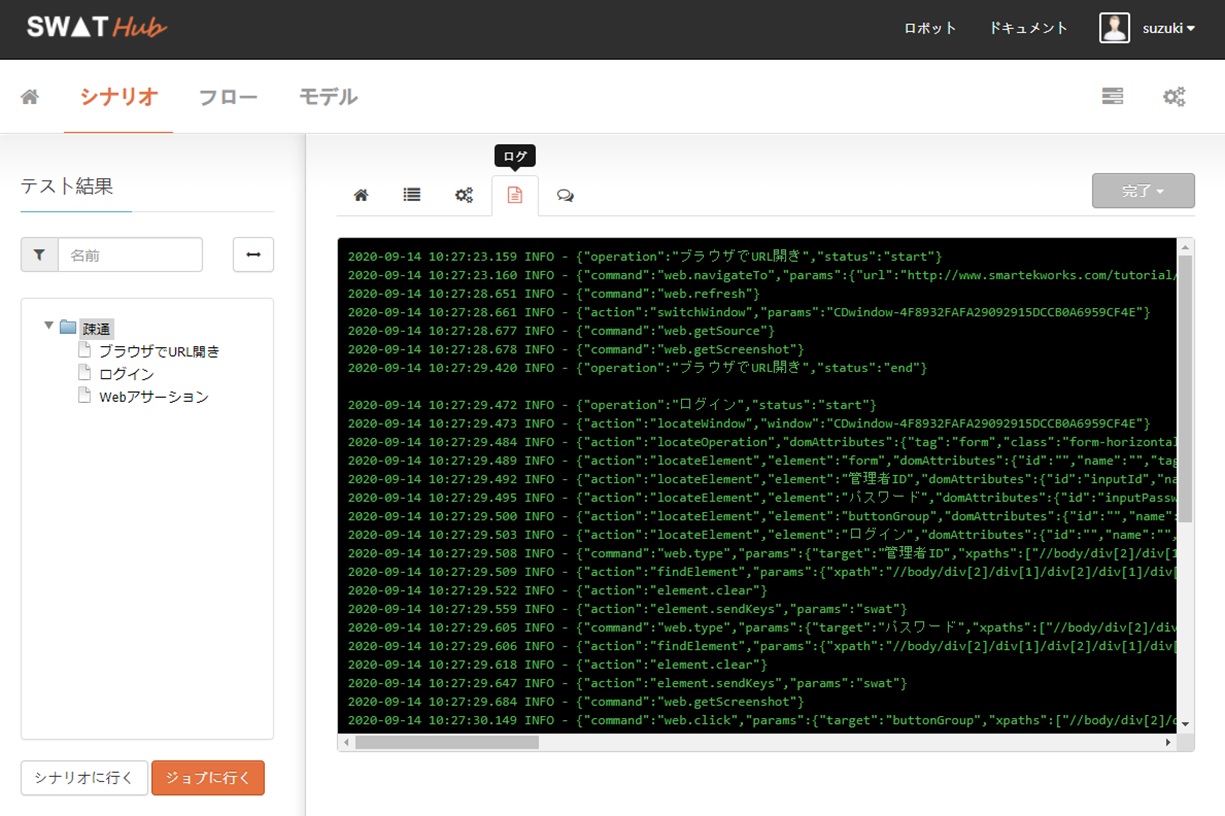 SWAT Hub
ロボット ドキュメント suzuki
シナリオ フロー モデル
ログ
テスト結果
完了
名前
疎通
ブラウザでURL開き
ログイン
Webアサーション
シナリオに行く ジョブに行く
2020-09-14 10:27:23.159 INFO - {"operation":"ブラウザでURL開き","status":"start"}
2020-09-14 10:27:23.160 INFO - {"command":"web.navigateTo","params":{"url":"http://www.smartekworks.com/tutorial/
2020-09-14 10:27:28.651 INFO - {"command":"web.refresh"}
2020-09-14 10:27:28.661 INFO - {"action":"switchWindow","params":"CDwindow-4F8932FAFA29092915DCCB0A6959CF4E"}
2020-09-14 10:27:28.677 INFO - {"command":"web.getSource"}
2020-09-14 10:27:28.678 INFO - {"command":"web.getScreenshot"}
2020-09-14 10:27:29.420 INFO - {"operation":"ブラウザでURL開き","status":"end"}
2020-09-14 10:27:29.472 INFO - {"operation":"ログイン","status":"start"}
2020-09-14 10:27:29.473 INFO - {"action":"locateWindow","window":"CDwindow-4F8932FAFA29092915DCCB0A6959CF4E"}
2020-09-14 10:27:29.484 INFO - {"action":"locateOperation","domAttributes":{"tag":"form","class":"form-horizontal
2020-09-14 10:27:29.489 INFO - {"action":"locateElement","element":"form","domAttributes":{"id":"","name":"","tag
2020-09-14 10:27:29.492 INFO - {"action":"locateElement","element":"管理者ID","domAttributes":{"id":"inputId","na
2020-09-14 10:27:29.495 INFO - {"action":"locateElement","element":"パスワード","domAttributes":{"id":"inputPassw
2020-09-14 10:27:29.500 INFO - {"action":"locateElement","element":"buttonGroup","domAttributes":{"id":"","name":
2020-09-14 10:27:29.503 INFO - {"action":"locateElement","element":"ログイン","domAttributes":{"id":"","name":"",
2020-09-14 10:27:29.508 INFO - {"command":"web.type","params":{"target":"管理者ID","xpaths":["//body/div[2]/div[1
2020-09-14 10:27:29.509 INFO - {"action":"findElement","params":{"xpath":"//body/div[2]/div[1]/div[2]/div[1]/div[
2020-09-14 10:27:29.522 INFO - {"action":"element.clear"}
2020-09-14 10:27:29.559 INFO - {"action":"element.sendKeys","params":"swat"}
2020-09-14 10:27:29.605 INFO - {"command":"web.type","params":{"target":"パスワード","xpaths":["//body/div[2]/div
2020-09-14 10:27:29.606 INFO - {"action":"findElement","params":{"xpath":"//body/div[2]/div[1]/div[2]/div[1]/div[
2020-09-14 10:27:29.618 INFO - {"action":"element.clear"}
2020-09-14 10:27:29.647 INFO - {"action":"element.sendKeys","params":"swat"}
2020-09-14 10:27:29.684 INFO - {"command":"web.getScreenshot"}
2020-09-14 10:27:30.149 INFO - {"command":"web.click","params":{"target":"buttonGroup","xpaths":["//body/div[2]/